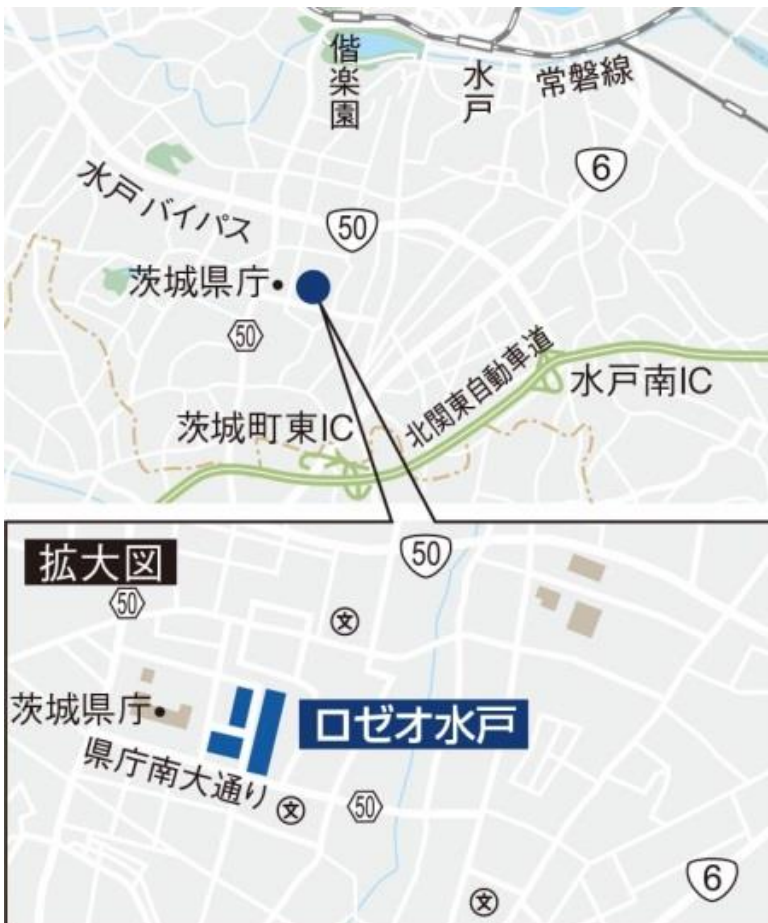 偕楽園
水戸
常磐線
6
水戸バイパス
50
茨城県庁
50
北関東自動車道
水戸南IC
茨城町東IC
拡大図
50
50
文
茨城県庁
ロゼオ水戸
県庁南大通り
文
50
6
文